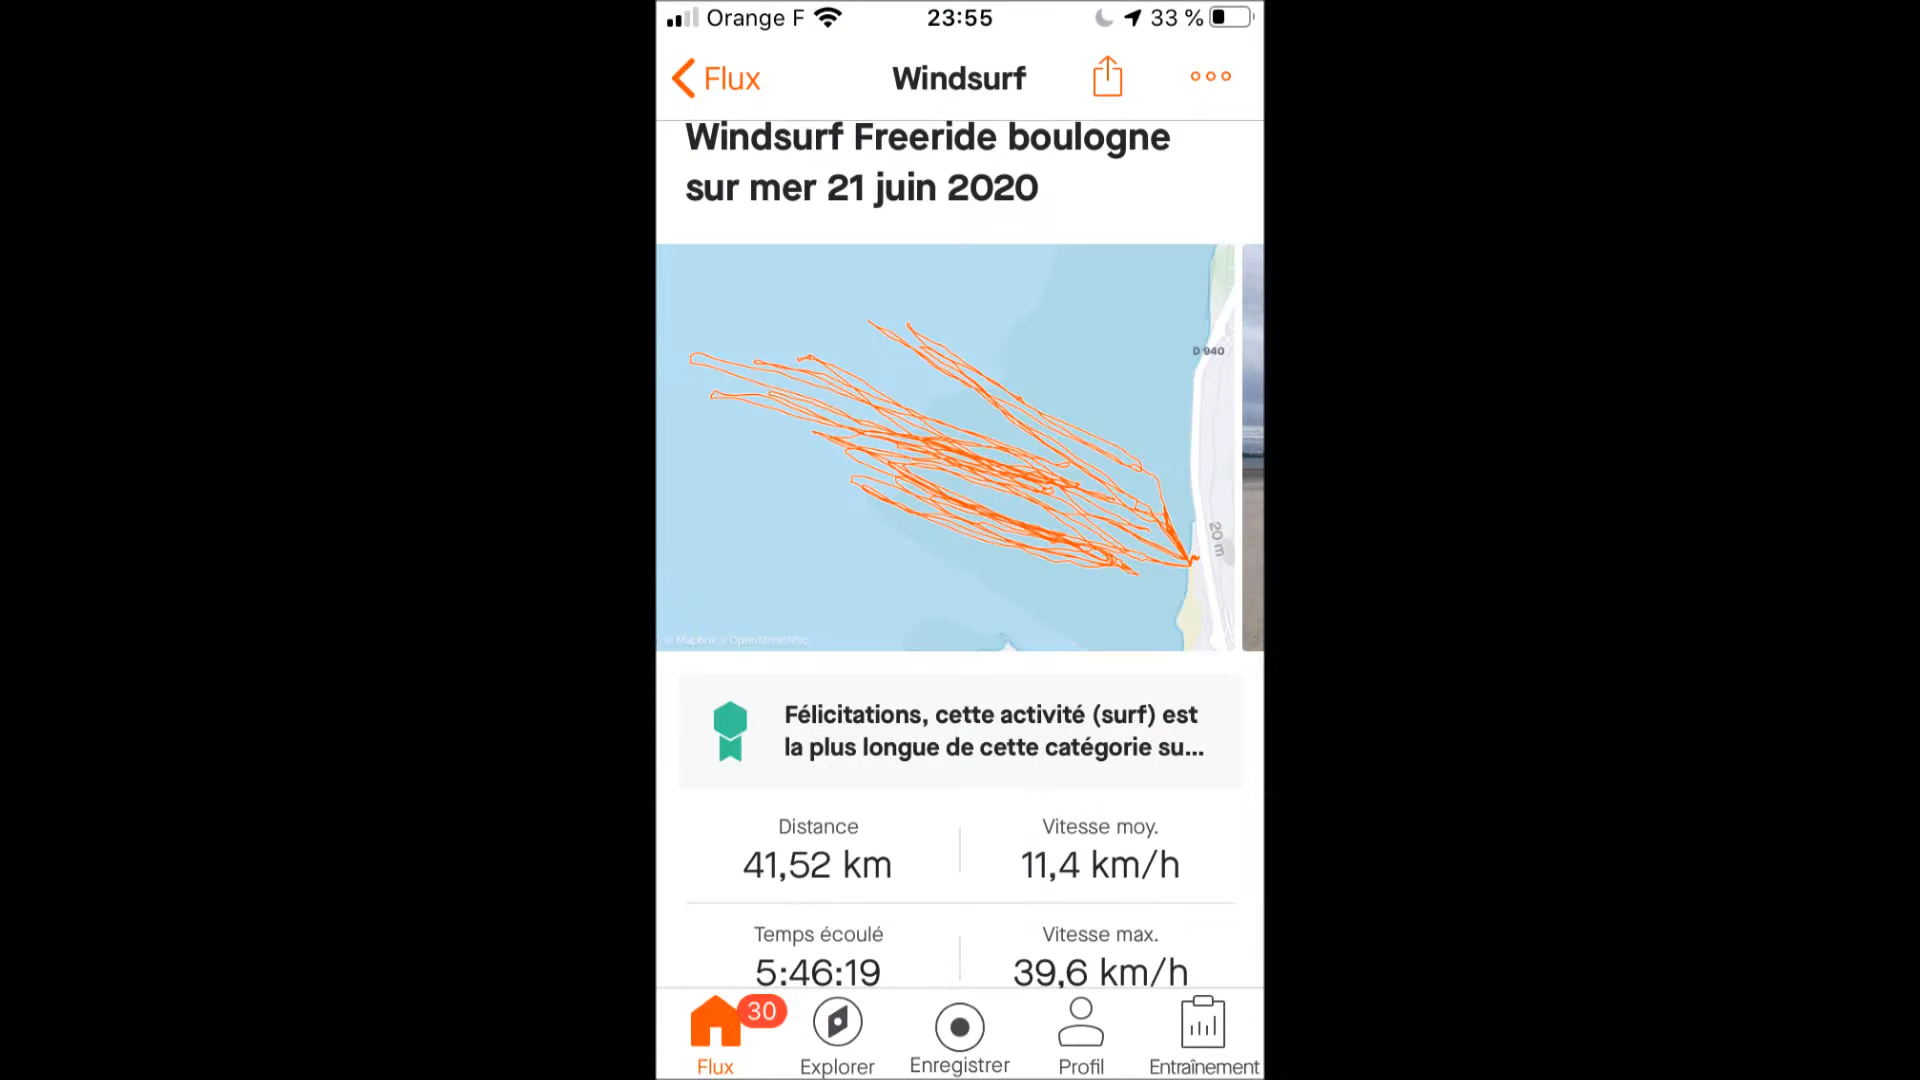 Orange F 23:55 33 %
Flux Windsurf
Windsurf Freeride boulogne
sur mer 21 juin 2020
D 940
20 m
© Mapbox © OpenStreetMap
Félicitations, cette activité (surf) est
la plus longue de cette catégorie su...
Distance Vitesse moy.
41,52 km 11,4 km/h
Temps écoulé Vitesse max.
5:46:19 39,6 km/h
30
Flux Explorer Enregistrer Profil Entraînement